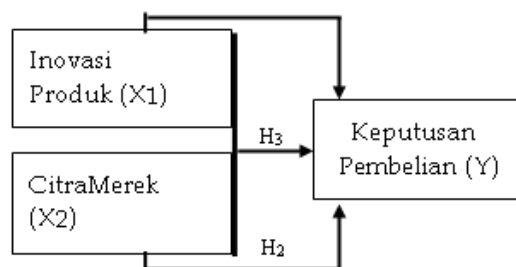 Inovasi
Produk (X1)
H3
Keputusan
Pembelian (Y)
CitraMerek
(X2)
H2